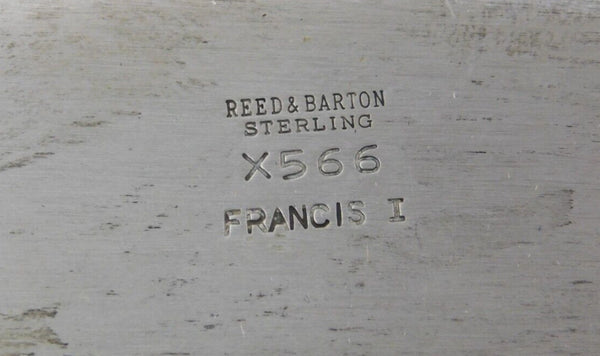 REED & BARTON
STERLING
X566
FRANCIS I